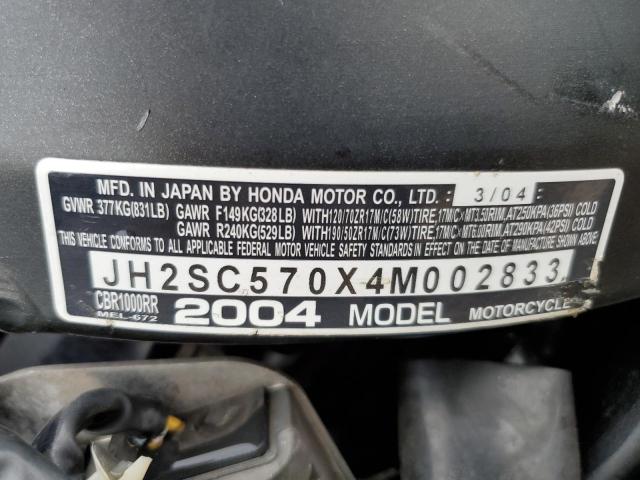 MFD. IN JAPAN BY HONDA MOTOR CO., LTD. : 3/04 :
GVWR 377KG(831LB) GAWR F149KG(328LB) WITH120/70ZR17M/C(58W)TIRE,17M/C×MT3.50RIM,AT250KPA(36PSI) COLD
GAWR R240KG(529LB) WITH190/50ZR17M/C(73W)TIRE,17M/C×MT6.00RIM,AT290KPA(42PSI) COLD
THIS VEHICLE CONFORMS TO ALL APPLICABLE FEDERAL MOTOR VEHICLE SAFETY STANDARDS IN EFFECT ON THE DATE OF MANUFACTURE SHOWN ABOVE.
JH2SC570X4M002833
CBR1000RR 2004 MODEL MOTORCYCLE
MEL-672